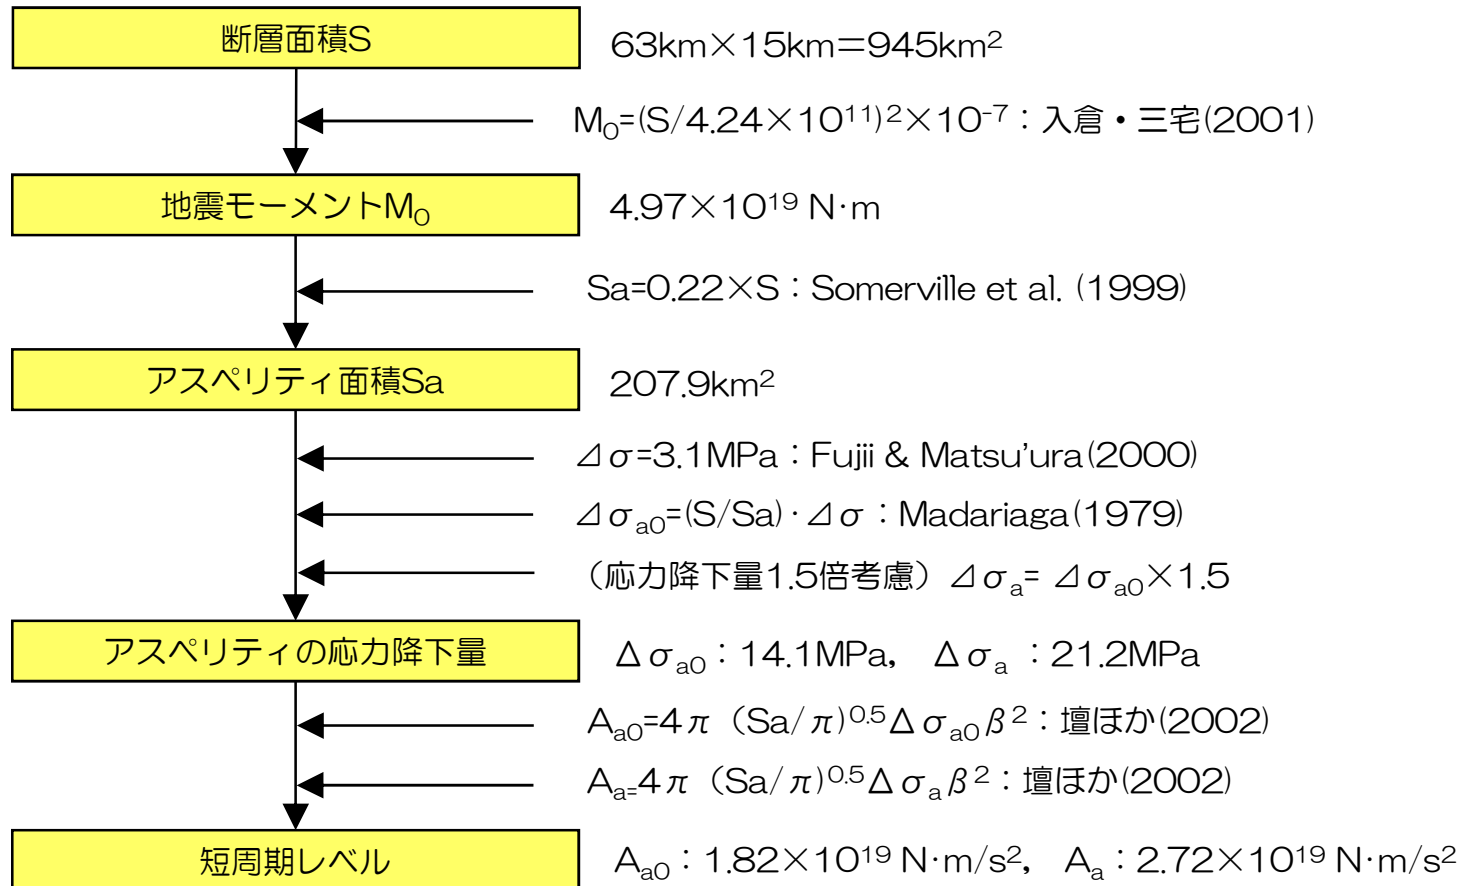 断層面積S
63km×15km=945km²
M₀=(S/4.24×10¹¹)²×10⁻⁷：入倉・三宅(2001)
地震モーメントM₀
4.97×10¹⁹ N·m
Sa=0.22×S：Somerville et al. (1999)
アスペリティ面積Sa
207.9km²
⊿σ=3.1MPa：Fujii & Matsu'ura(2000)
⊿σₐ₀=(S/Sa)·⊿σ：Madariaga(1979)
（応力降下量1.5倍考慮）⊿σₐ= ⊿σₐ₀×1.5
アスペリティの応力降下量
Δσₐ₀：14.1MPa, Δσₐ：21.2MPa
Aₐ₀=4π（Sa/π)⁰·⁵Δσₐ₀β²：壇ほか(2002)
Aₐ₌4π（Sa/π)⁰·⁵Δσₐβ²：壇ほか(2002)
短周期レベル
Aₐ₀：1.82×10¹⁹ N·m/s², Aₐ：2.72×10¹⁹ N·m/s²